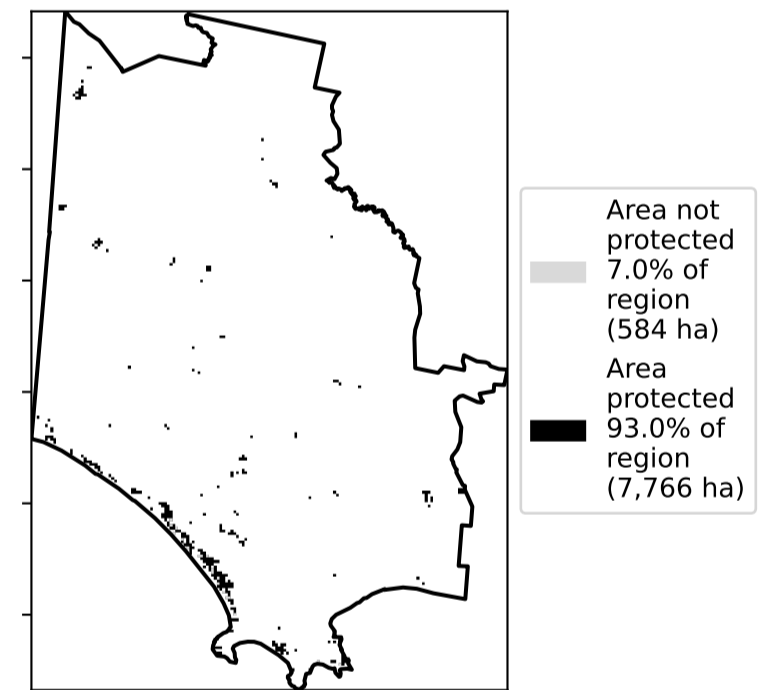 Area not
protected
7.0% of
region
(584 ha)
Area
protected
93.0% of
region
(7,766 ha)